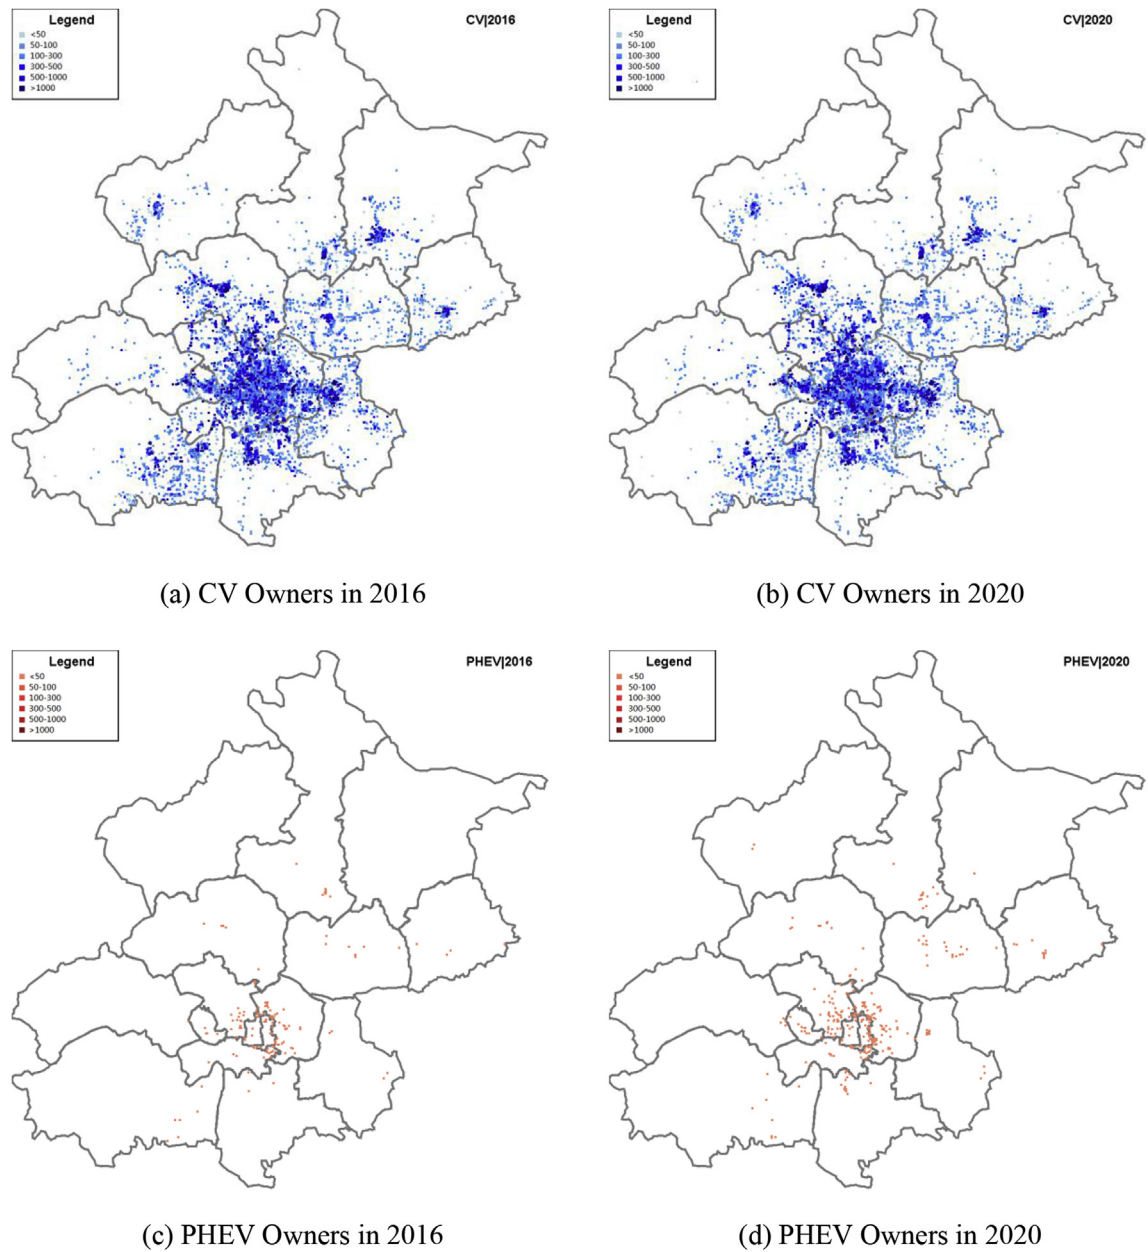 Legend
<50
50-100
100-300
300-500
500-1000
>1000
CV|2016
Legend
<50
50-100
100-300
300-500
500-1000
>1000
CV|2020
(a) CV Owners in 2016
(b) CV Owners in 2020
Legend
<50
50-100
100-300
300-500
500-1000
>1000
PHEV|2016
Legend
<50
50-100
100-300
300-500
500-1000
>1000
PHEV|2020
(c) PHEV Owners in 2016
(d) PHEV Owners in 2020